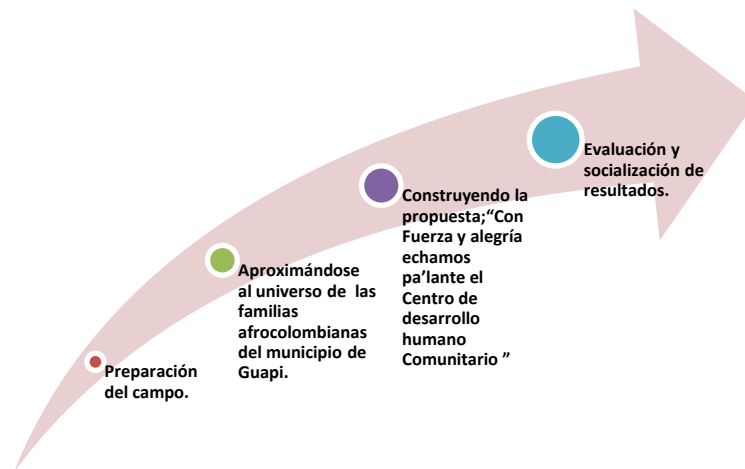 Preparación
del campo.
Aproximándose
al universo de las
familias
afrocolombianas
del municipio de
Guapi.
Construyendo la
propuesta;“Con
Fuerza y alegría
echamos
pa’lante el
Centro de
desarrollo
humano
Comunitario ”
Evaluación y
socialización de
resultados.